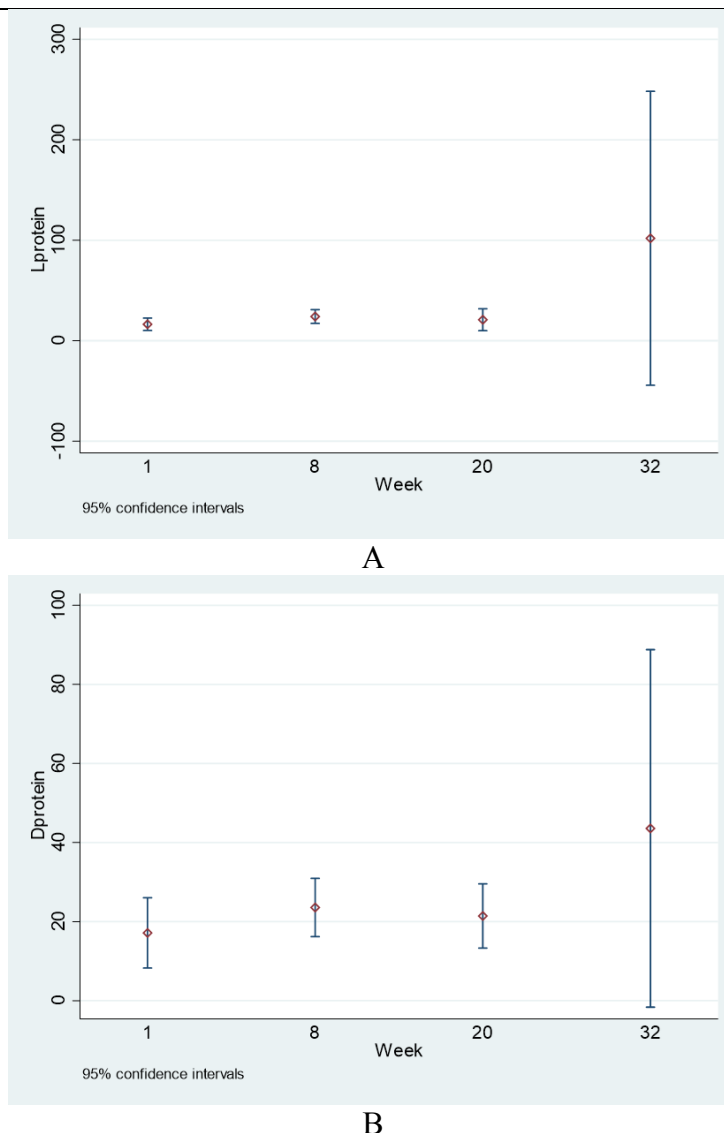 300
200
Lprotein
100
0
-100
1 8 20 32
Week
95% confidence intervals
A
100
80
60
Dprotein
40
20
0
1 8 20 32
Week
95% confidence intervals
B